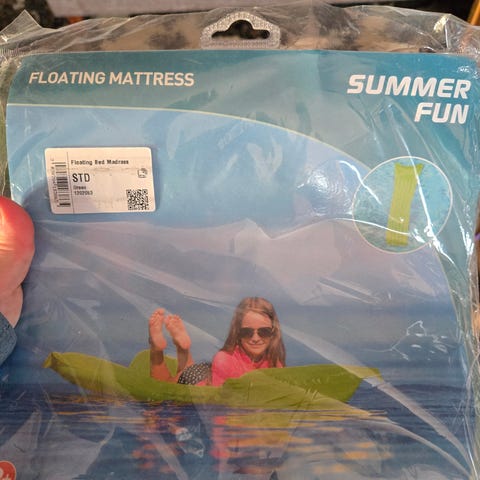 FLOATING MATTRESS
SUMMER
FUN
Floating Bed Madrass
STD
Green